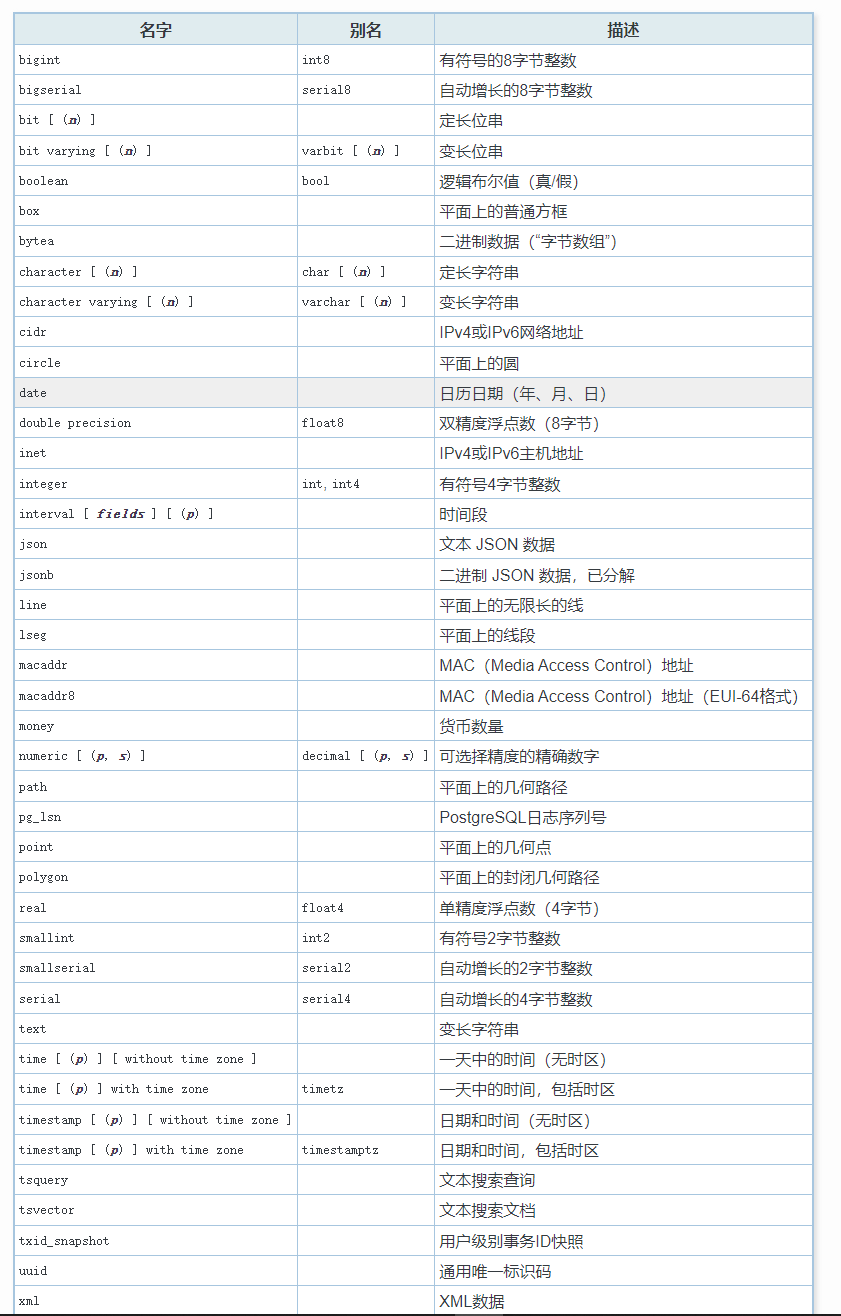 名字 别名 描述
bigint int8 有符号的8字节整数
bigserial serial8 自动增长的8字节整数
bit [ (n) ] 定长位串
bit varying [ (n) ] varbit [ (n) ] 变长位串
boolean bool 逻辑布尔值（真/假）
box 平面上的普通方框
bytea 二进制数据（“字节数组”）
character [ (n) ] char [ (n) ] 定长字符串
character varying [ (n) ] varchar [ (n) ] 变长字符串
cidr IPv4或IPv6网络地址
circle 平面上的圆
date 日历日期（年、月、日）
double precision float8 双精度浮点数（8字节）
inet IPv4或IPv6主机地址
integer int, int4 有符号4字节整数
interval [ fields ] [ (p) ] 时间段
json 文本 JSON 数据
jsonb 二进制 JSON 数据，已分解
line 平面上的无限长的线
lseg 平面上的线段
macaddr MAC（Media Access Control）地址
macaddr8 MAC（Media Access Control）地址（EUI-64格式）
money 货币数量
numeric [ (p, s) ] decimal [ (p, s) ] 可选择精度的精确数字
path 平面上的几何路径
pg_lsn PostgreSQL日志序列号
point 平面上的几何点
polygon 平面上的封闭几何路径
real float4 单精度浮点数（4字节）
smallint int2 有符号2字节整数
smallserial serial2 自动增长的2字节整数
serial serial4 自动增长的4字节整数
text 变长字符串
time [ (p) ] [ without time zone ] 一天中的时间（无时区）
time [ (p) ] with time zone timetz 一天中的时间，包括时区
timestamp [ (p) ] [ without time zone ] 日期和时间（无时区）
timestamp [ (p) ] with time zone timestamptz 日期和时间，包括时区
tsquery 文本搜索查询
tsvector 文本搜索文档
txid_snapshot 用户级别事务ID快照
uuid 通用唯一标识码
xml XML数据